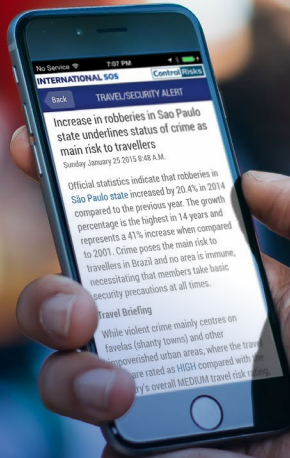 No Service 7:07 PM
INTERNATIONAL SOS Control Risks
Back TRAVEL/SECURITY ALERT
Increase in robberies in Sao Paulo
state underlines status of crime as
main risk to travellers
Sunday January 25 2015 9:48 A.M.
Official statistics indicate that robberies in
São Paulo state increased by 20.4% in 2014
compared to the previous year. The growth
percentage is the highest in 14 years and
represents a 41% increase when compared
to 2001. Crime poses the main risk to
travellers in Brazil and no area is immune,
necessitating that members take basic
security precautions at all times.
Travel Briefing
While violent crime mainly centres on
favelas (shanty towns) and other
impoverished urban areas, where the travel
are rated as HIGH compared with the
try's overall MEDIUM travel risk rating,